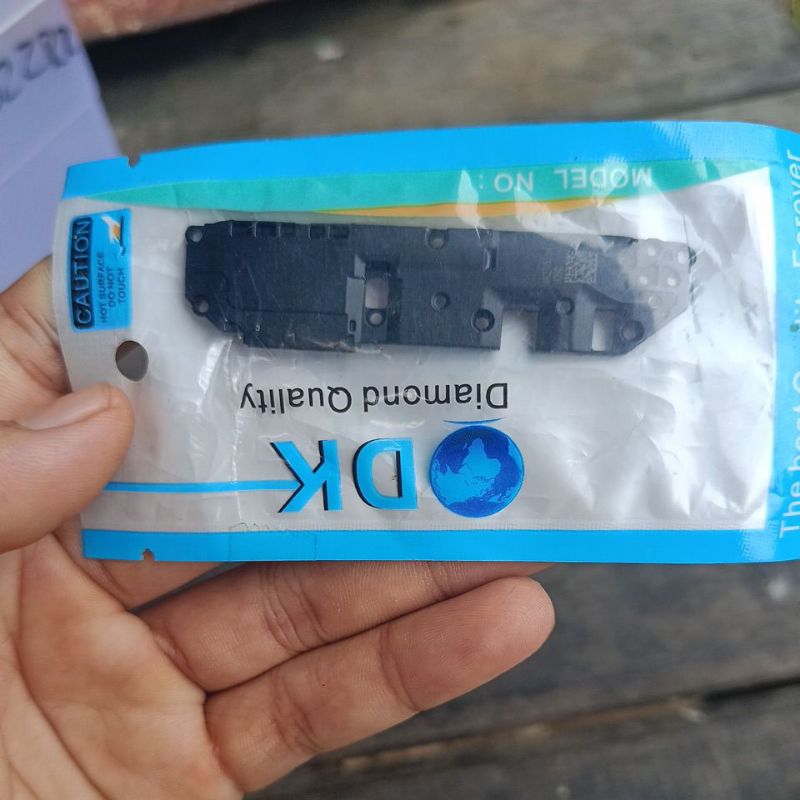 MODEL NO :
CAUTION
HOT SURFACE
DO NOT
TOUCH
Diamond Quality
DK